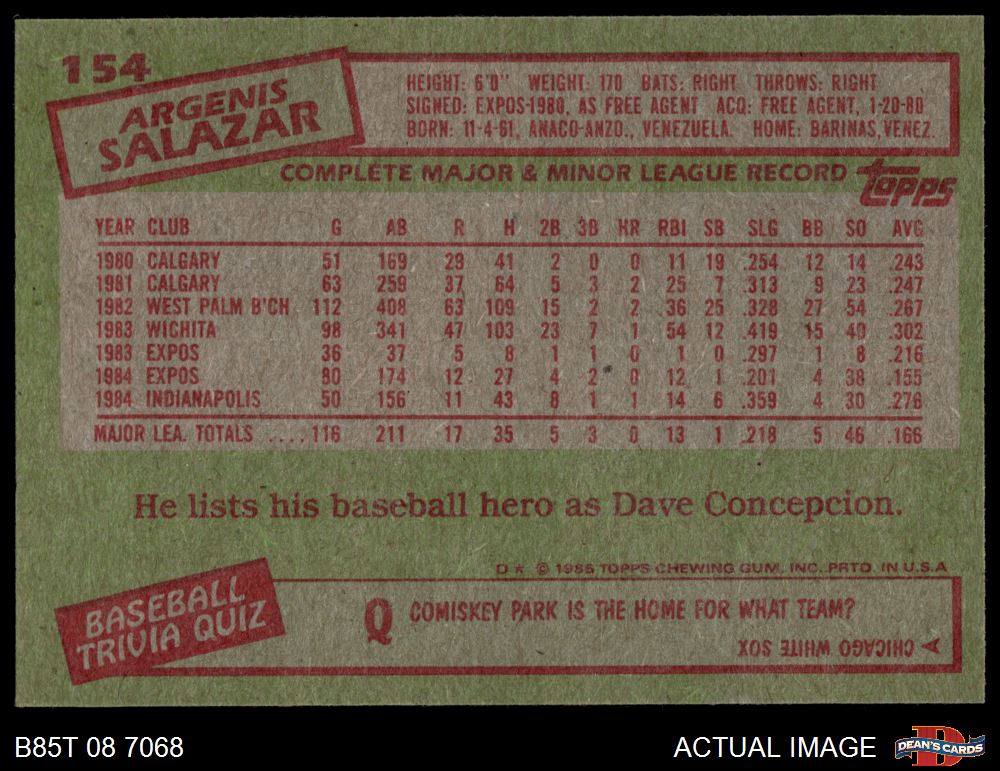 154
ARGENIS
SALAZAR
HEIGHT: 6'0" WEIGHT: 170 BATS: RIGHT THROWS: RIGHT
SIGNED: EXPOS-1980, AS FREE AGENT ACQ: FREE AGENT, 1-20-80
BORN: 11-4-61, ANACO-ANZO., VENEZUELA. HOME: BARINAS, VENEZ.
COMPLETE MAJOR & MINOR LEAGUE RECORD
topps
YEAR CLUB G AB R H 2B 3B HR RBI SB SLG BB SO AVG
1980 CALGARY 51 169 29 41 2 0 0 11 19 .254 12 14 .243
1981 CALGARY 63 259 37 64 5 3 2 25 7 .313 9 23 .247
1982 WEST PALM B'CH 112 408 63 109 15 2 2 36 25 .328 27 54 .267
1983 WICHITA 98 341 47 103 23 7 1 54 12 .419 15 40 .302
1983 EXPOS 36 37 5 8 1 1 0 1 0 .297 1 8 .216
1984 EXPOS 80 174 12 27 4 2 0 12 1 .201 4 38 .155
1984 INDIANAPOLIS 50 156 11 43 8 1 1 14 6 .359 4 30 .276
MAJOR LEA. TOTALS .... 116 211 17 35 5 3 0 13 1 .218 5 46 .166
He lists his baseball hero as Dave Concepcion.
D * © 1985 TOPPS CHEWING GUM, INC. PRTD. IN U.S.A
BASEBALL
TRIVIA QUIZ
Q COMISKEY PARK IS THE HOME FOR WHAT TEAM?
A CHICAGO WHITE SOX
B85T 08 7068
ACTUAL IMAGE
D
DEAN'S CARDS